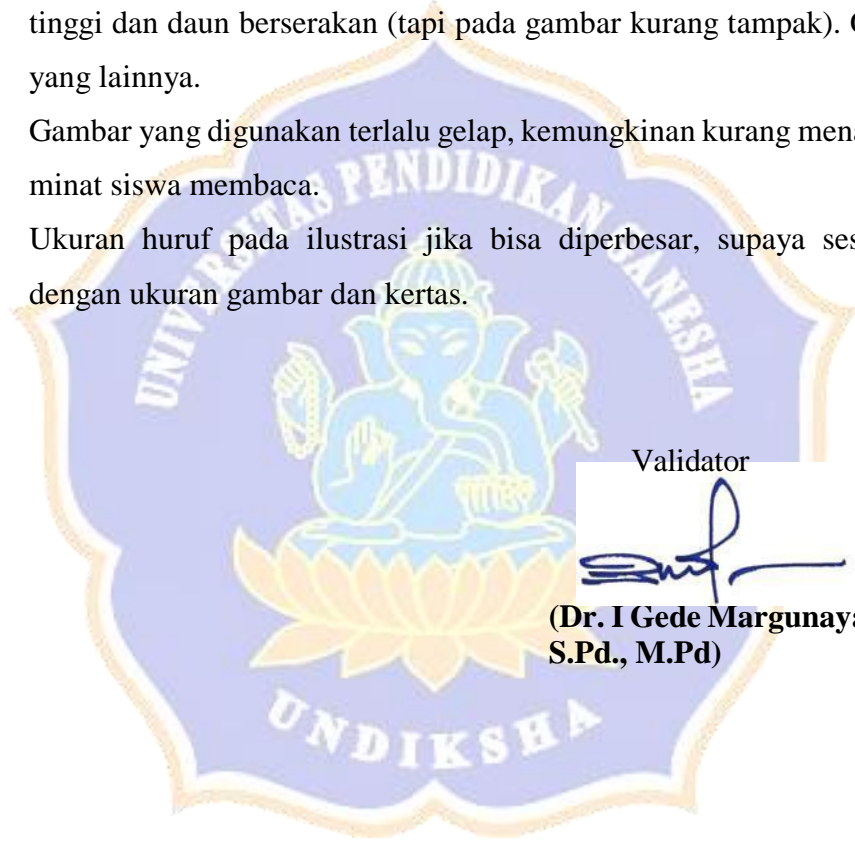 tinggi dan daun berserakan (tapi pada gambar kurang tampak).
yang lainnya.
Gambar yang digunakan terlalu gelap, kemungkinan kurang
minat siswa membaca.
Ukuran huruf pada ilustrasi jika bisa diperbesar, supaya
dengan ukuran gambar dan kertas.
UNIVERSITAS PENDIDIKAN GANESHA
Validator
(Dr. I Gede Margunaya
S.Pd., M.Pd)
UNDIKSHA